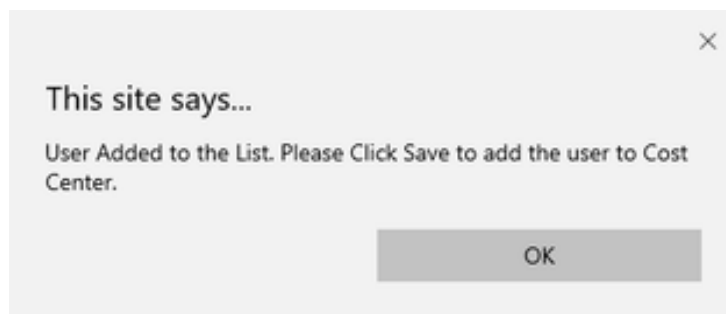 This site says...
User Added to the List. Please Click Save to add the user to Cost
Center.
OK